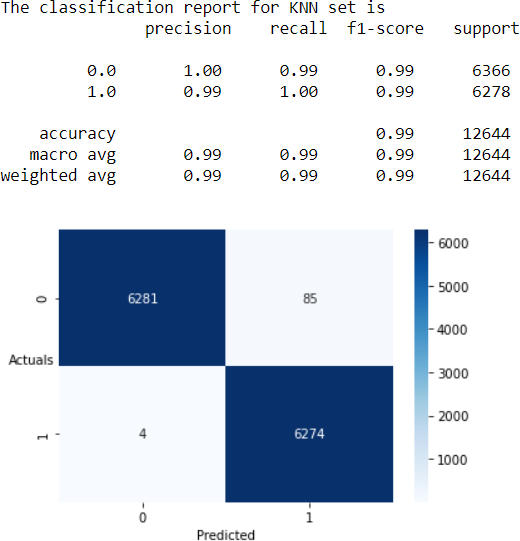 The classification report for KNN set is
precision recall f1-score support
0.0 1.00 0.99 0.99 6366
1.0 0.99 1.00 0.99 6278
accuracy 0.99 12644
macro avg 0.99 0.99 0.99 12644
weighted avg 0.99 0.99 0.99 12644
6000
0 6281 85
5000
4000
Actuals
3000
2000
1 4 6274
1000
0 1
Predicted